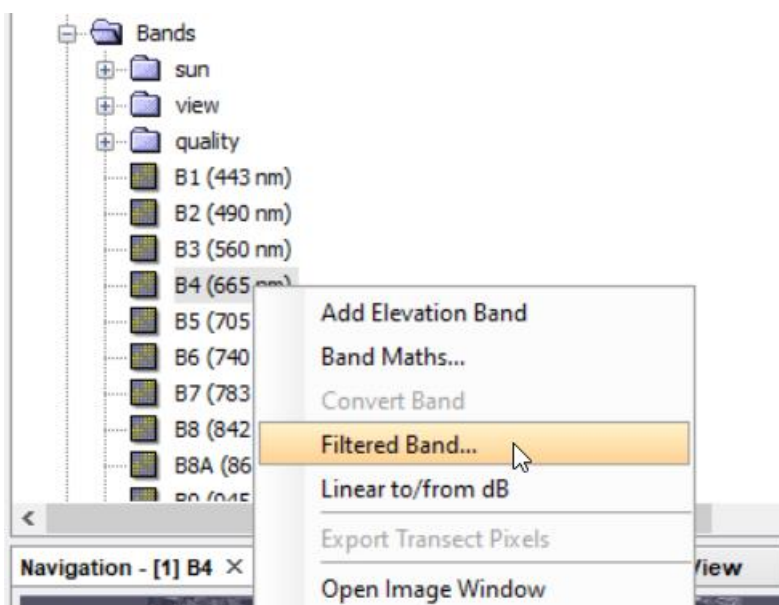 Bands
sun
view
quality
B1 (443 nm)
B2 (490 nm)
B3 (560 nm)
B4 (665 nm)
B5 (705
B6 (740
B7 (783
B8 (842
B8A (86
Add Elevation Band
Band Maths...
Convert Band
Filtered Band...
Linear to/from dB
Export Transect Pixels
Open Image Window
Navigation - [1] B4 ×